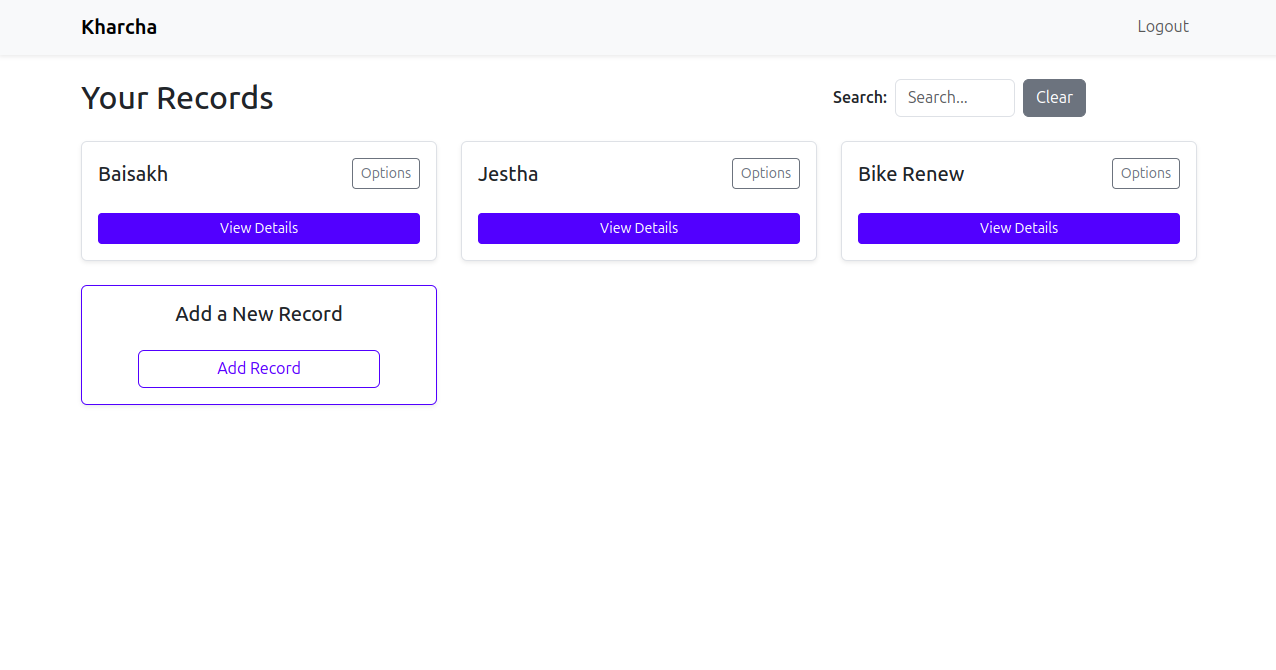 Kharcha Logout
Your Records Search: Search... Clear
Baisakh Options Jestha Options Bike Renew Options
View Details View Details View Details
Add a New Record
Add Record